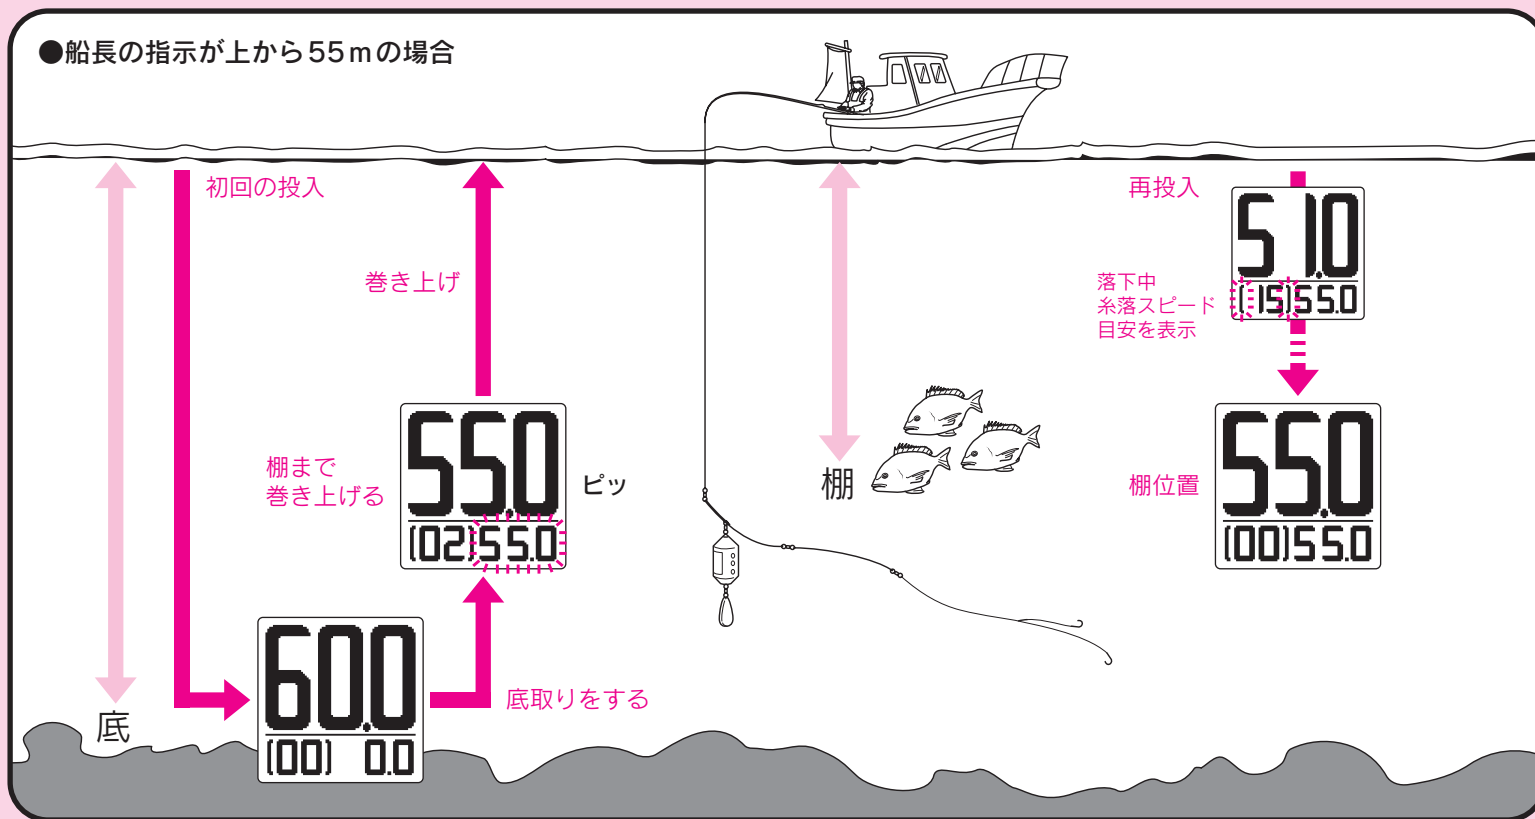 ●船長の指示が上から55mの場合
初回の投入
巻き上げ
棚まで
巻き上げる
55.0
(02)55.0
ピッ
60.0
(00) 0.0
底取りをする
底
棚
再投入
51.0
(15)55.0
落下中
糸落スピード
目安を表示
棚位置
55.0
(00)55.0